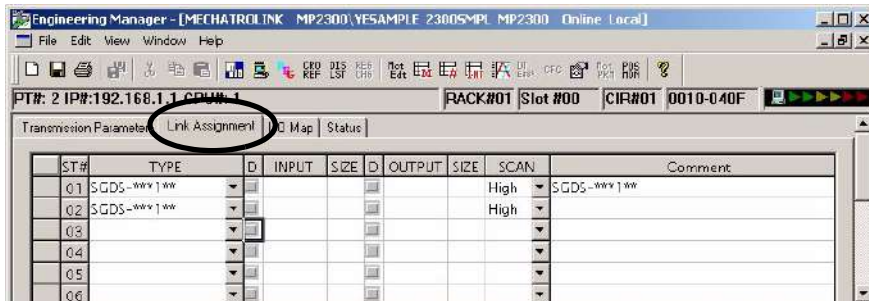 Engineering Manager - [MECHATROLINK MP2300\YESAMPLE 2300SMPL MP2300 Online Local]
File Edit View Window Help
PT#: 2 IP#:192.168.1.1 CPU#: 1 RACK#01 Slot #00 CIR#01 0010-040F
Transmission Parameters Link Assignment I/O Map Status
ST# TYPE D INPUT SIZE D OUTPUT SIZE SCAN Comment
01 SGDS-***1** High SGDS-***1**
02 SGDS-***1** High
03
04
05
06